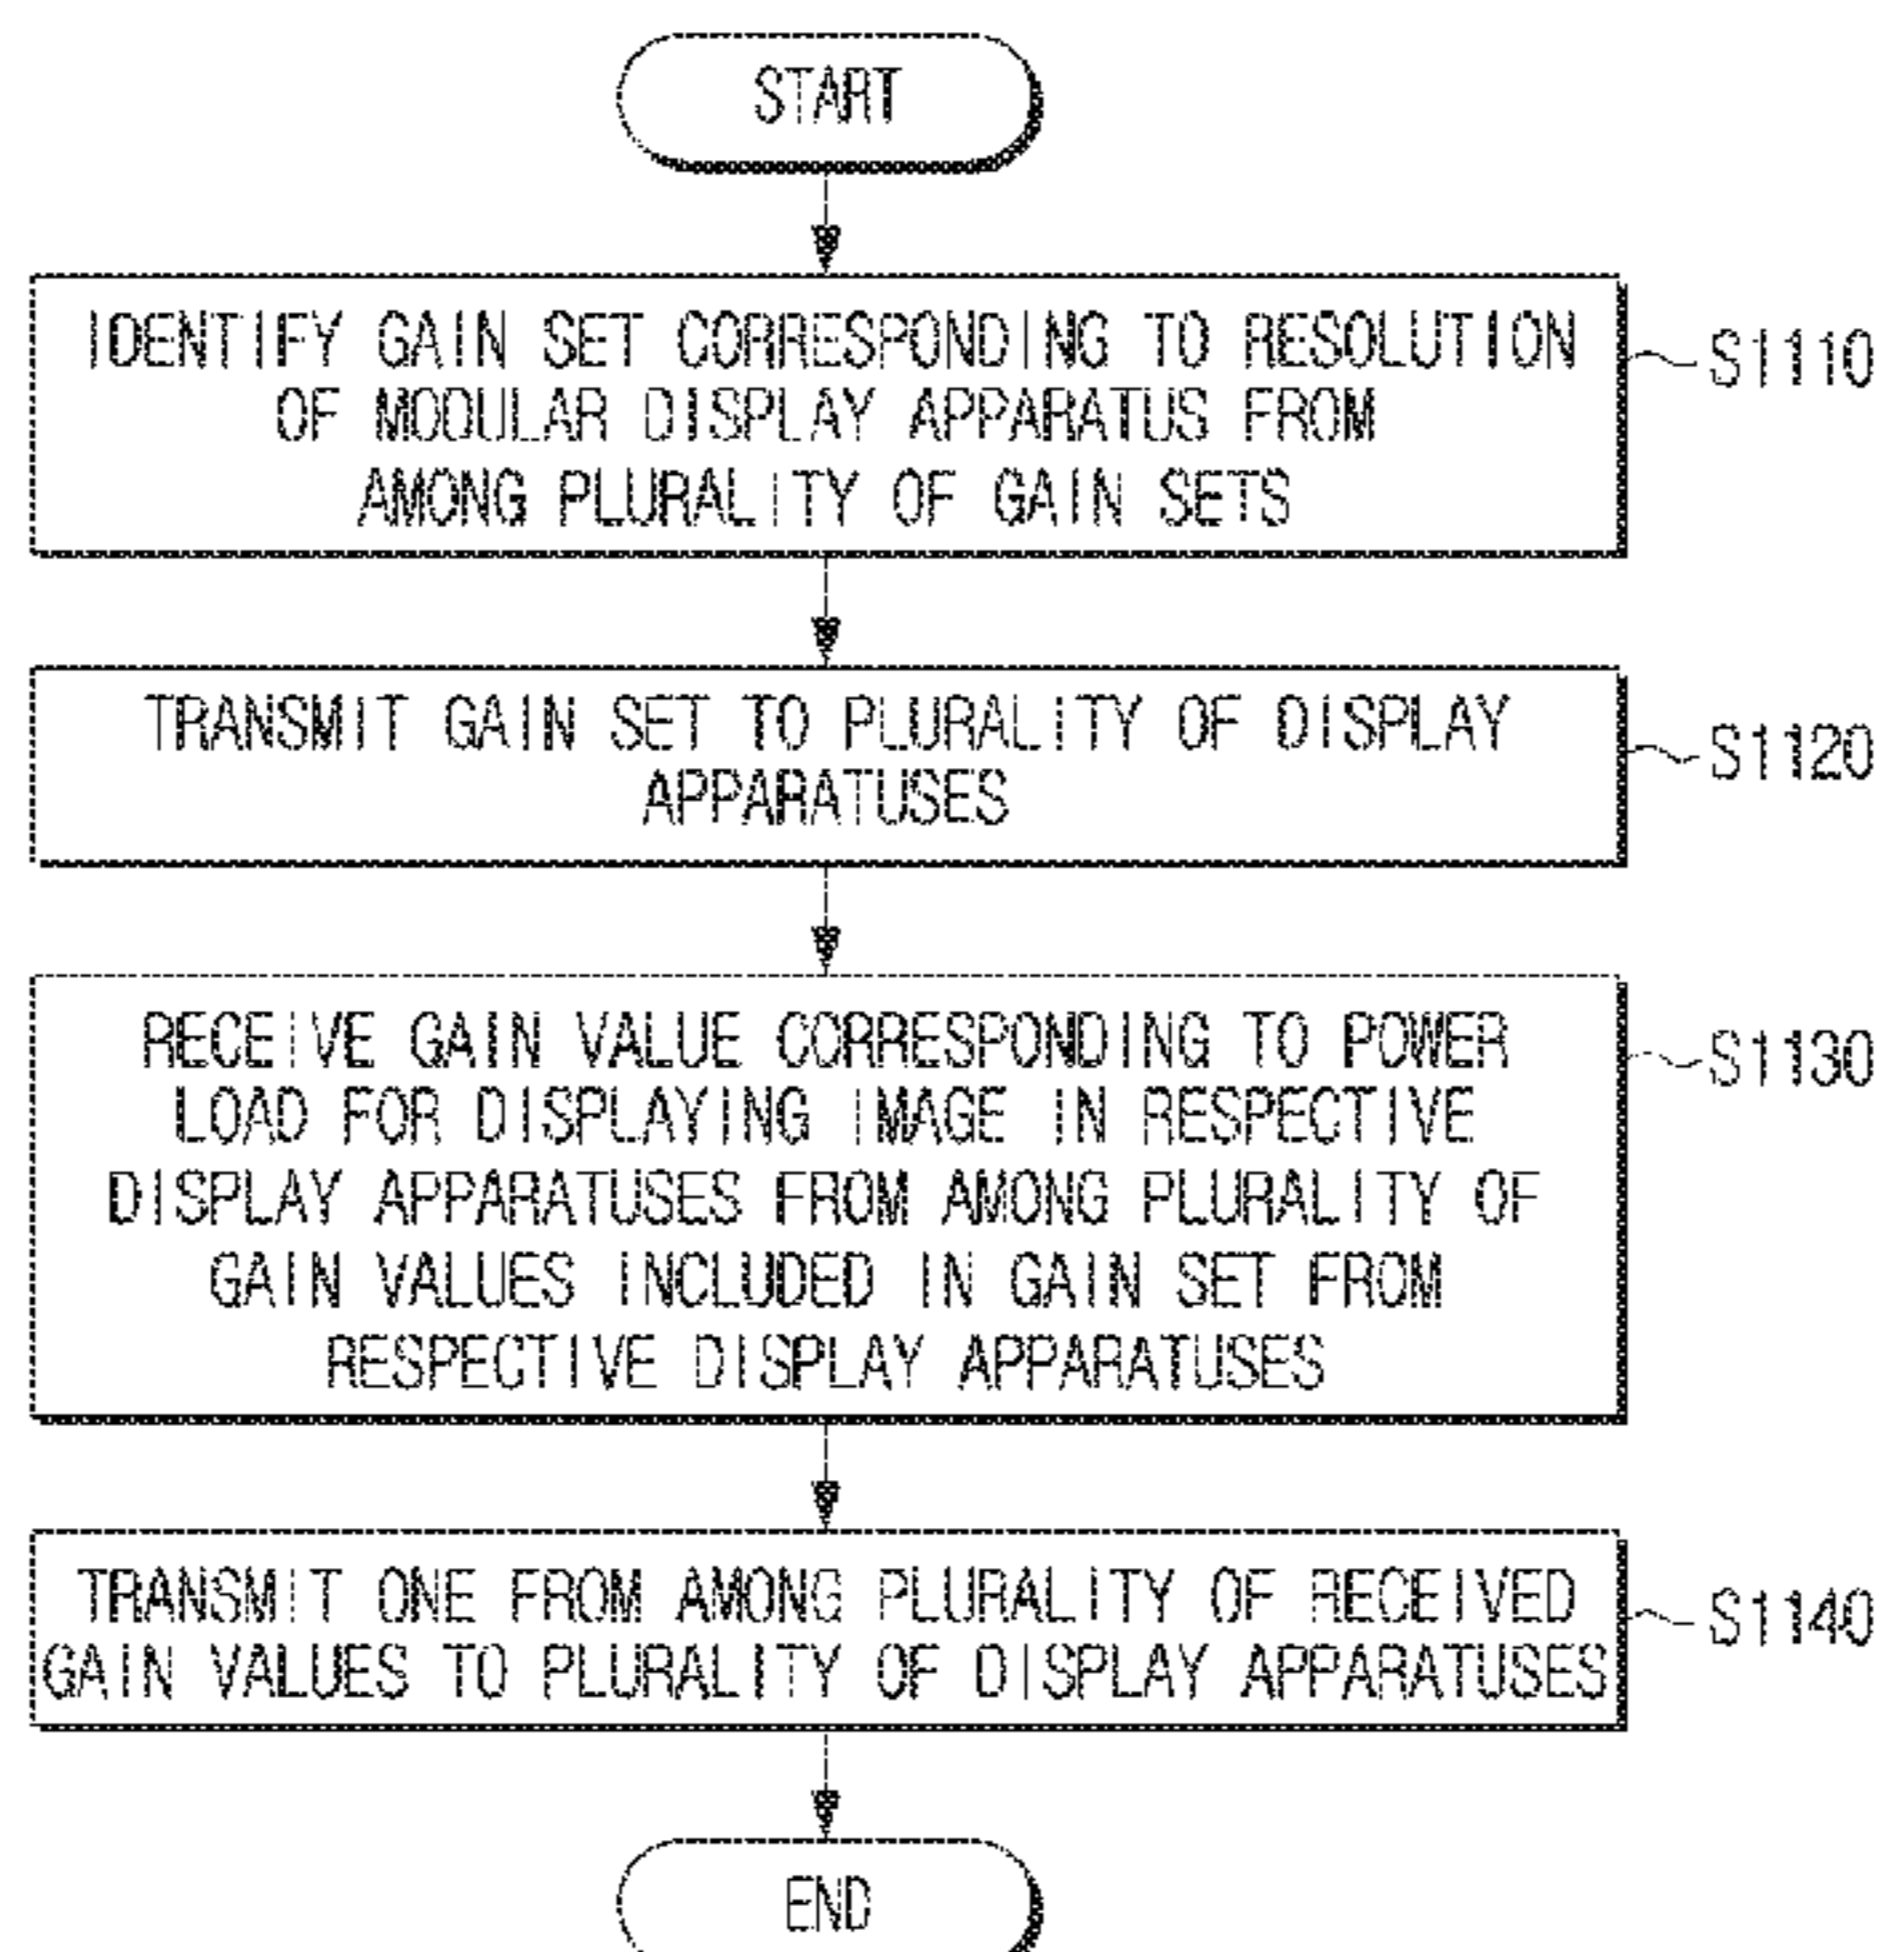 START
IDENTIFY GAIN SET CORRESPONDING TO RESOLUTION
OF MODULAR DISPLAY APPARATUS FROM
AMONG PLURALITY OF GAIN SETS
S1110
TRANSMIT GAIN SET TO PLURALITY OF DISPLAY
APPARATUSES
S1120
RECEIVE GAIN VALUE CORRESPONDING TO POWER
LOAD FOR DISPLAYING IMAGE IN RESPECTIVE
DISPLAY APPARATUSES FROM AMONG PLURALITY OF
GAIN VALUES INCLUDED IN GAIN SET FROM
RESPECTIVE DISPLAY APPARATUSES
S1130
TRANSMIT ONE FROM AMONG PLURALITY OF RECEIVED
GAIN VALUES TO PLURALITY OF DISPLAY APPARATUSES
S1140
END